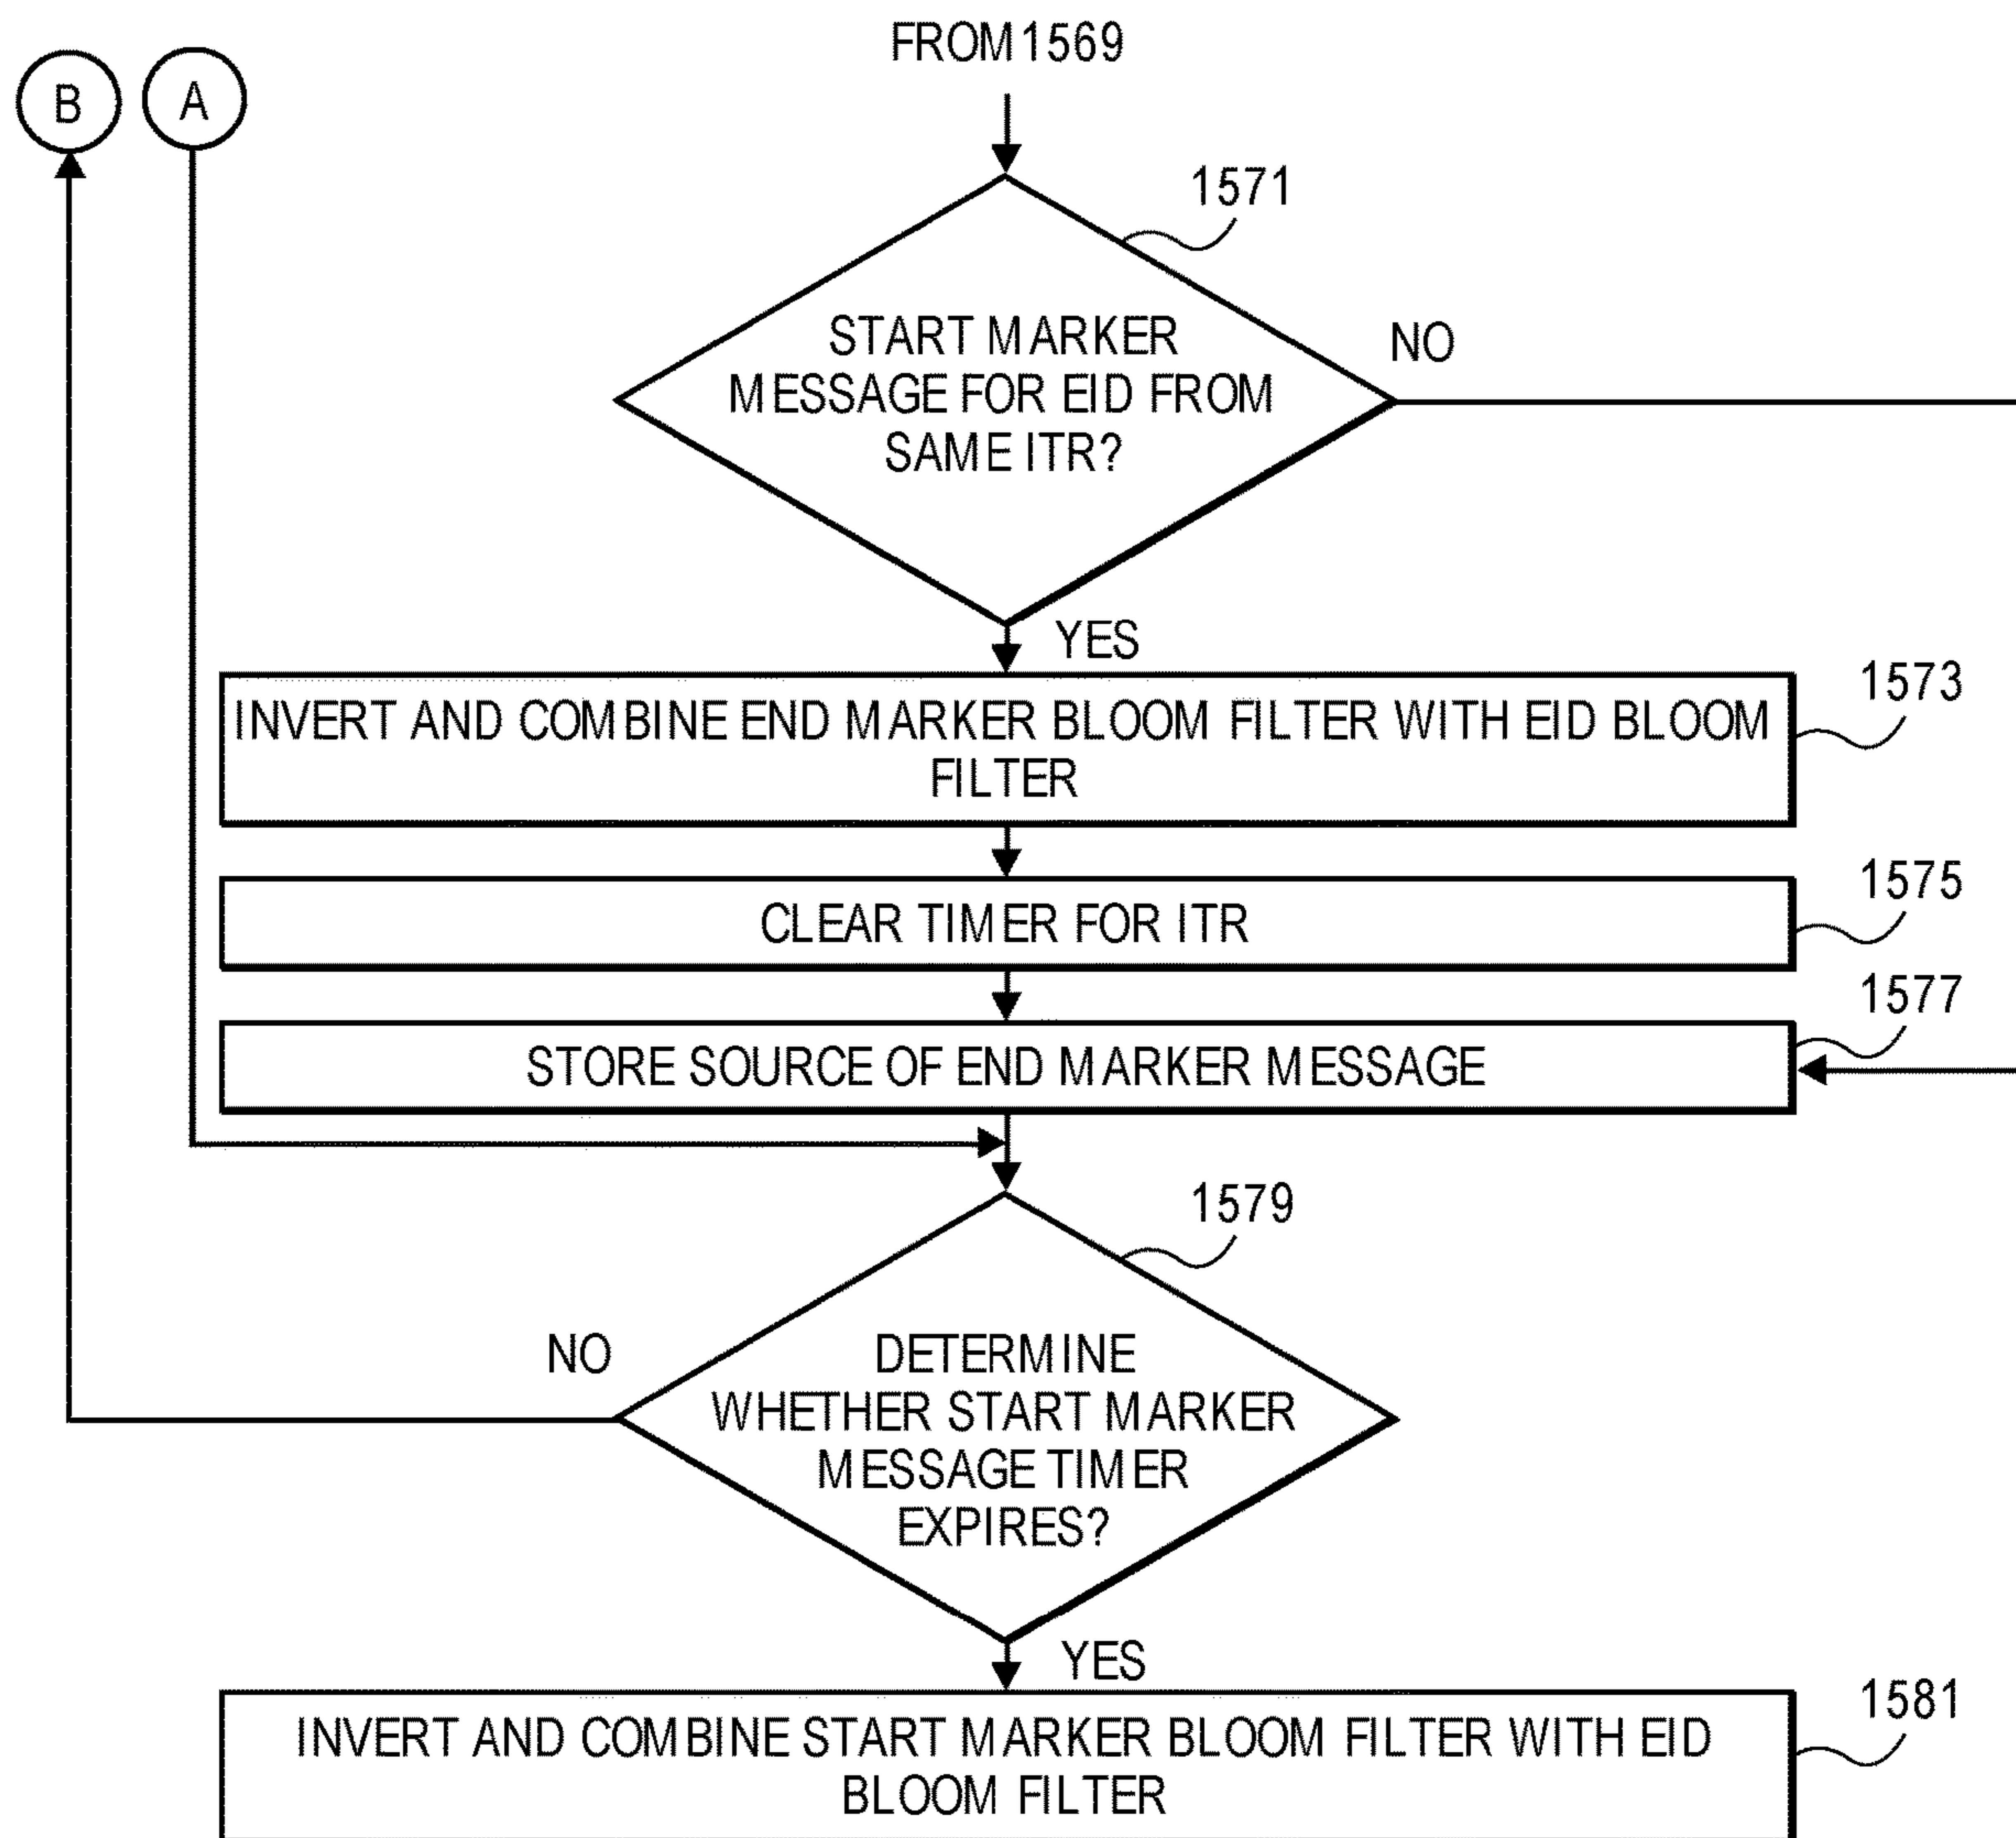 FROM 1569
B
A
1571
START MARKER
MESSAGE FOR EID FROM
SAME ITR?
NO
YES
1573
INVERT AND COMBINE END MARKER BLOOM FILTER WITH EID BLOOM
FILTER
1575
CLEAR TIMER FOR ITR
1577
STORE SOURCE OF END MARKER MESSAGE
1579
NO
DETERMINE
WHETHER START MARKER
MESSAGE TIMER
EXPIRES?
YES
1581
INVERT AND COMBINE START MARKER BLOOM FILTER WITH EID
BLOOM FILTER